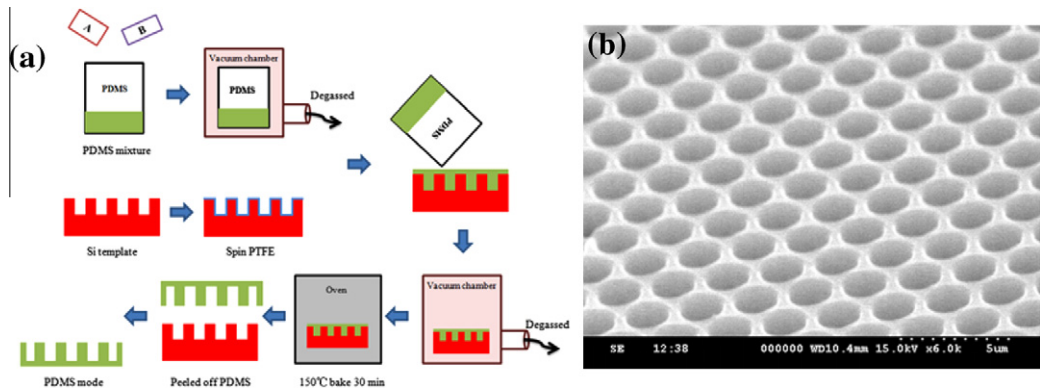 (a)
A
B
Vacuum chamber
PDMS
PDMS
Degassed
PDMS mixture
PDMS
Si template
Spin PTFE
Oven
Vacuum chamber
Degassed
PDMS mode
Peeled off PDMS
150℃ bake 30 min
(b)
SE 12:38 000000 WD10.4mm 15.0kV x6.0k 5um